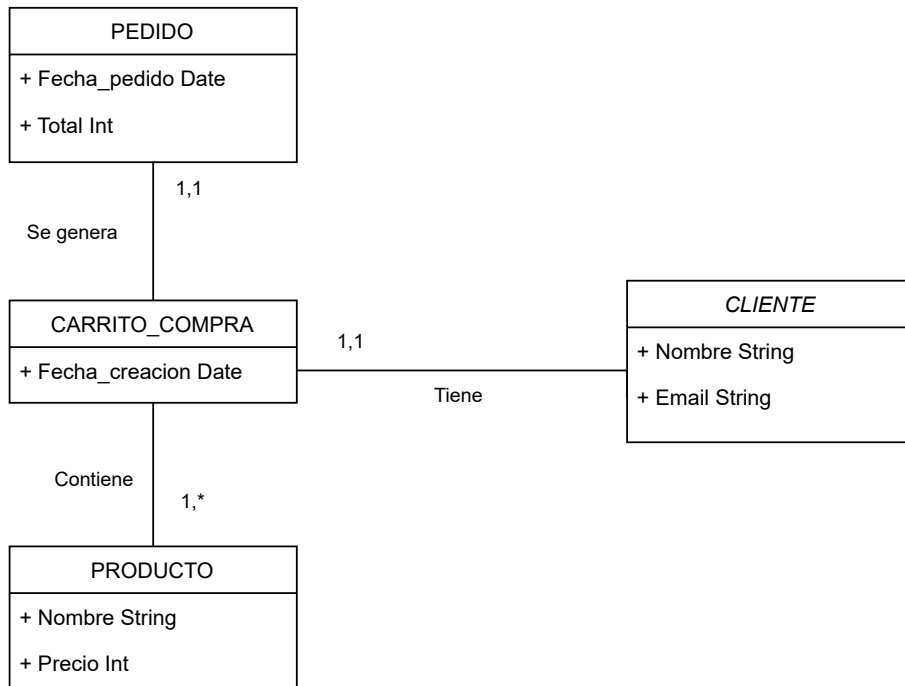 PEDIDO
+ Fecha_pedido Date
+ Total Int
1,1
Se genera
CARRITO_COMPRA
+ Fecha_creacion Date
1,1
Tiene
CLIENTE
+ Nombre String
+ Email String
Contiene
1,*
PRODUCTO
+ Nombre String
+ Precio Int